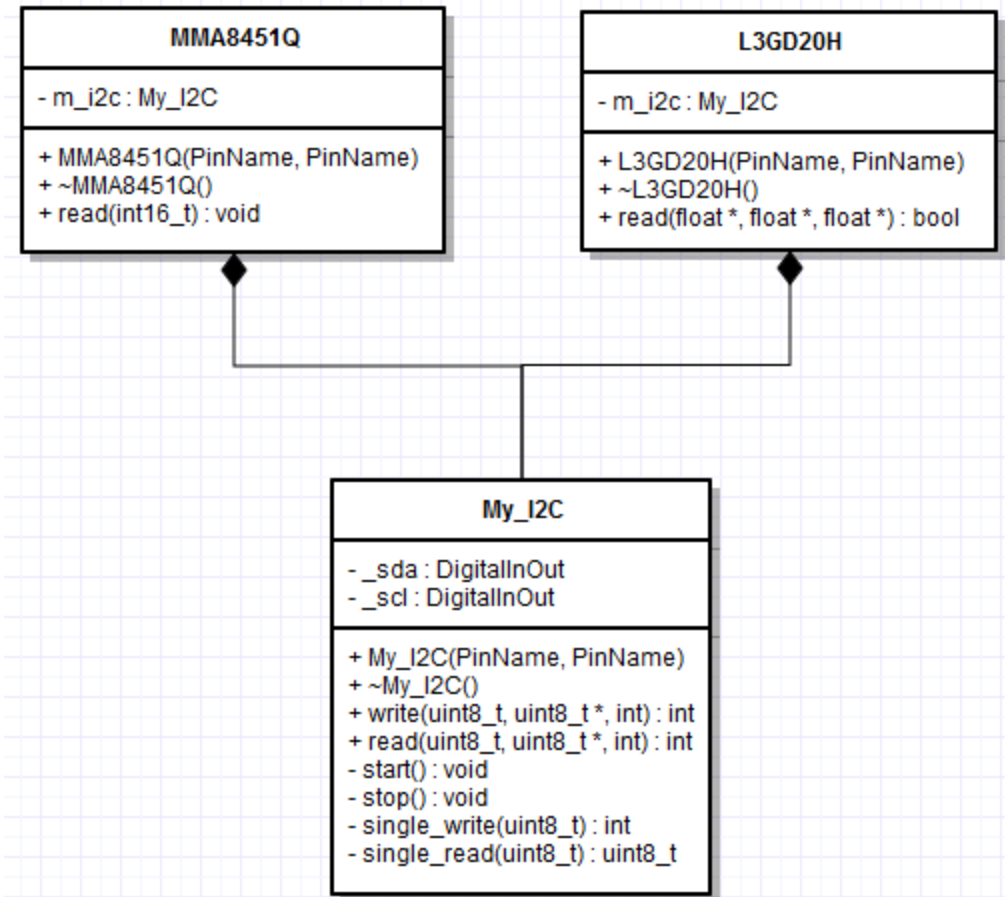 MMA8451Q
- m_i2c : My_I2C
+ MMA8451Q(PinName, PinName)
+ ~MMA8451Q()
+ read(int16_t) : void
L3GD20H
- m_i2c : My_I2C
+ L3GD20H(PinName, PinName)
+ ~L3GD20H()
+ read(float *, float *, float *) : bool
My_I2C
- _sda : DigitalInOut
- _scl : DigitalInOut
+ My_I2C(PinName, PinName)
+ ~My_I2C()
+ write(uint8_t, uint8_t *, int) : int
+ read(uint8_t, uint8_t *, int) : int
- start() : void
- stop() : void
- single_write(uint8_t) : int
- single_read(uint8_t) : uint8_t